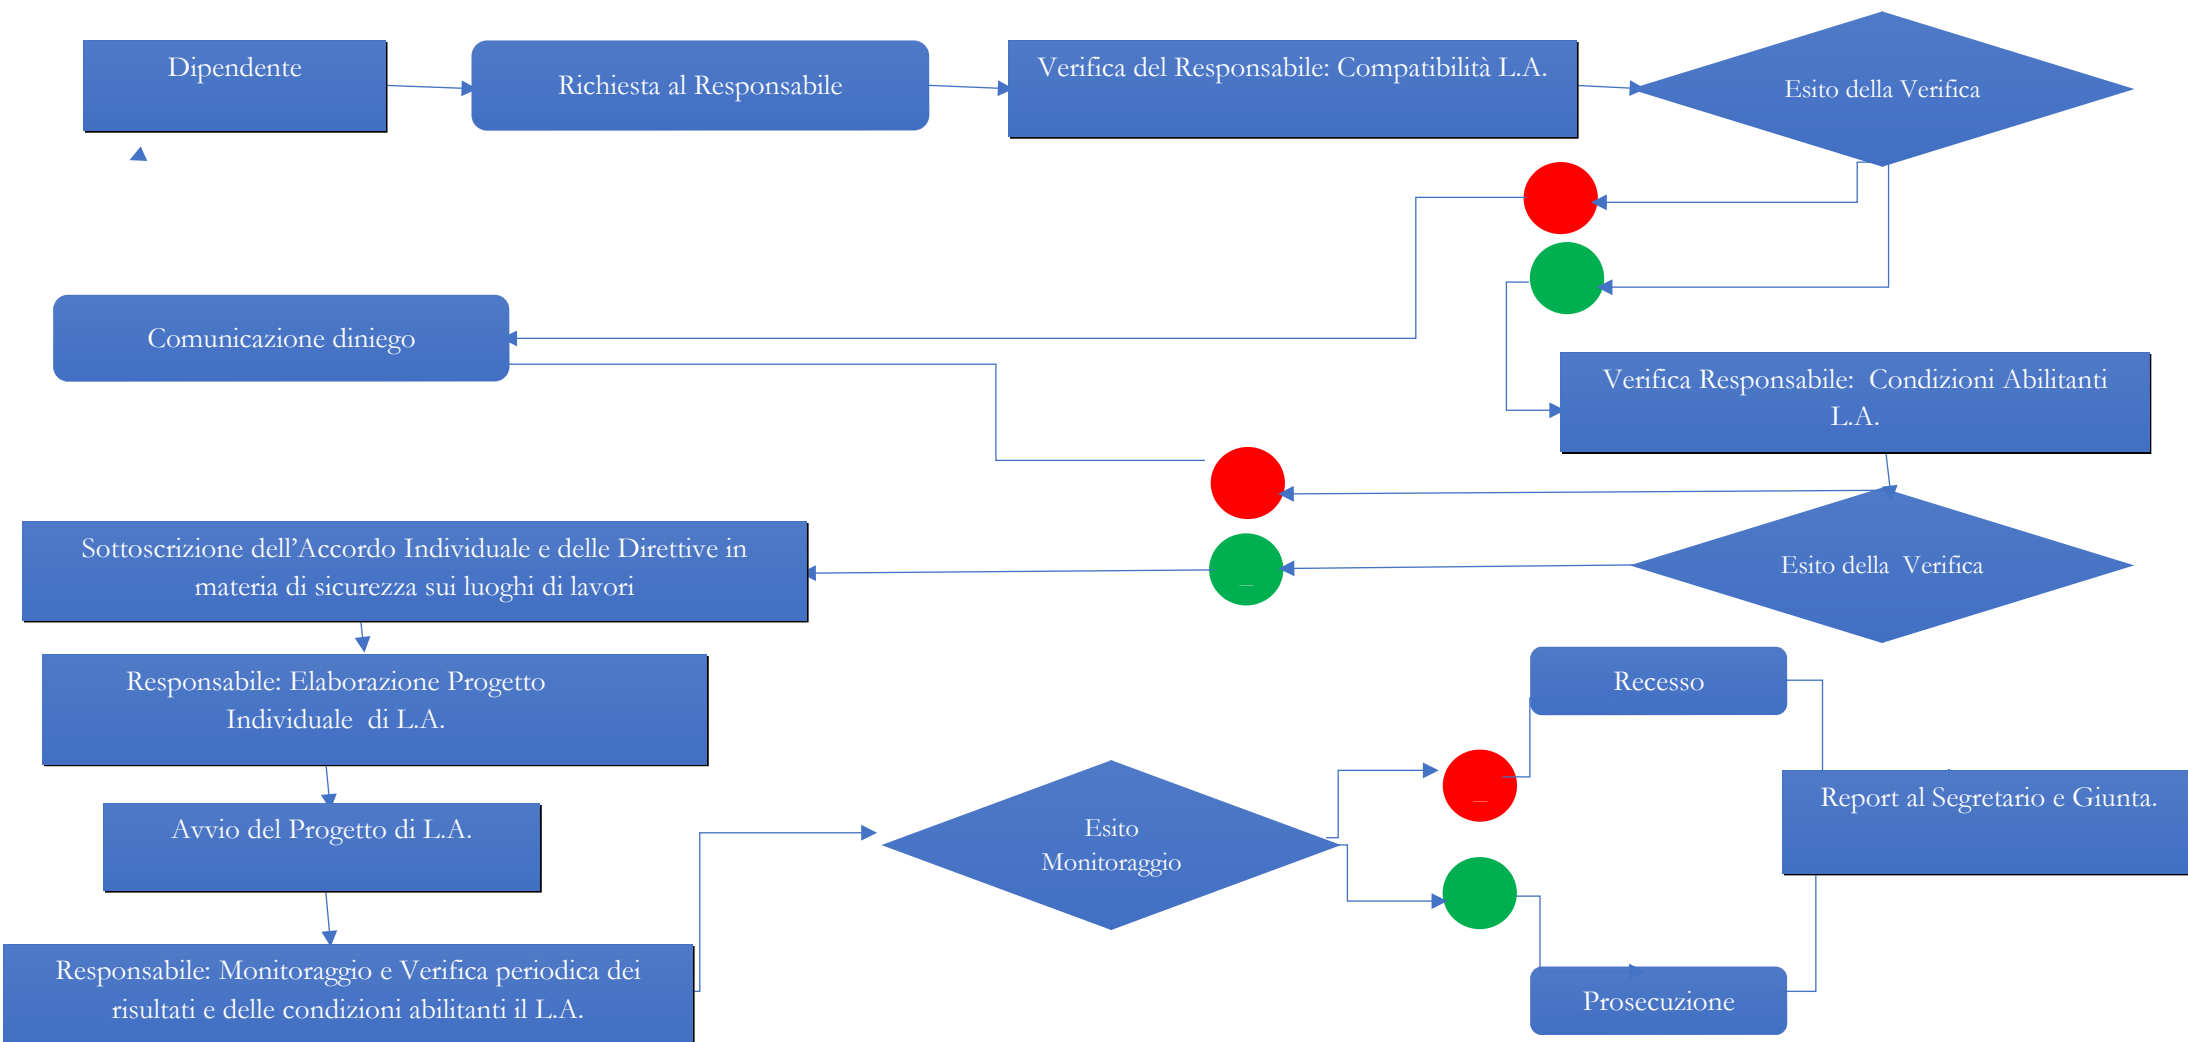 Dipendente
Richiesta al Responsabile
Verifica del Responsabile: Compatibilità L.A.
Esito della Verifica
Comunicazione diniego
Verifica Responsabile:  Condizioni Abilitanti
L.A.
Esito della  Verifica
Sottoscrizione dell’Accordo Individuale e delle Direttive in
materia di sicurezza sui luoghi di lavori
Responsabile: Elaborazione Progetto
Individuale  di L.A.
Avvio del Progetto di L.A.
Responsabile: Monitoraggio e Verifica periodica dei
risultati e delle condizioni abilitanti il L.A.
Esito
Monitoraggio
Recesso
Report al Segretario e Giunta.
Prosecuzione